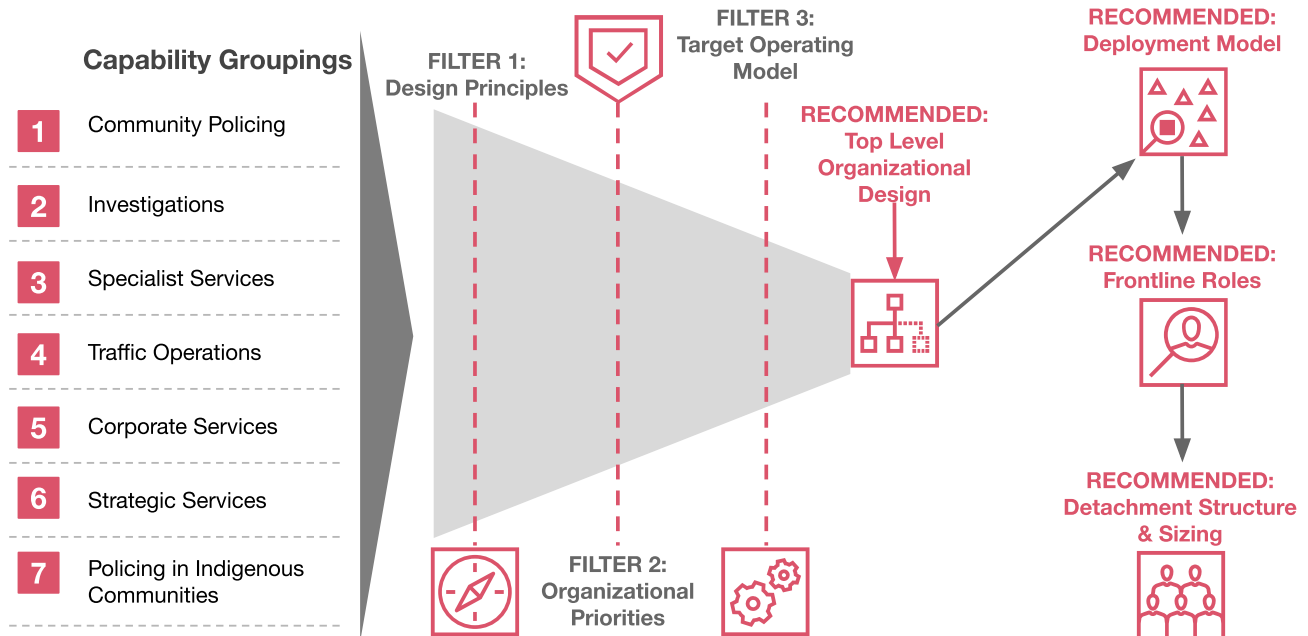 Capability Groupings
1
Community Policing
2
Investigations
3
Specialist Services
4
Traffic Operations
5
Corporate Services
6
Strategic Services
7
Policing in Indigenous
Communities
FILTER 1:
Design Principles
FILTER 2:
Organizational
Priorities
FILTER 3:
Target Operating
Model
RECOMMENDED:
Top Level
Organizational
Design
RECOMMENDED:
Deployment Model
RECOMMENDED:
Frontline Roles
RECOMMENDED:
Detachment Structure
& Sizing